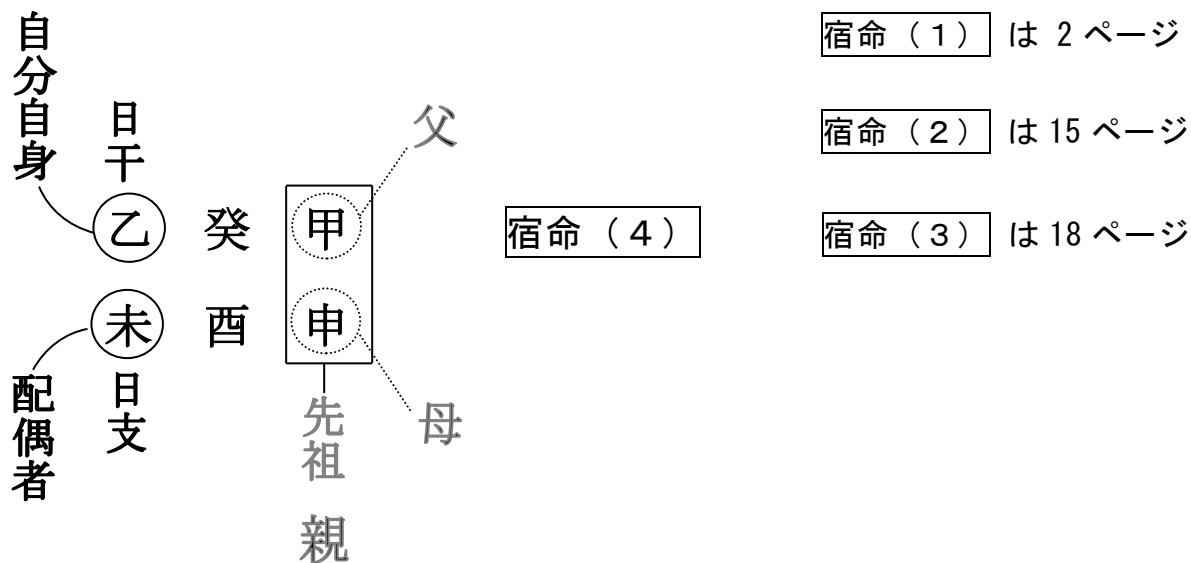 自分自身
日干
父
乙 癸 甲
未 酉 申
配偶者
日支
先祖
親
母
宿命（４）
宿命（１） は 2 ページ
宿命（２） は 15 ページ
宿命（３） は 18 ページ